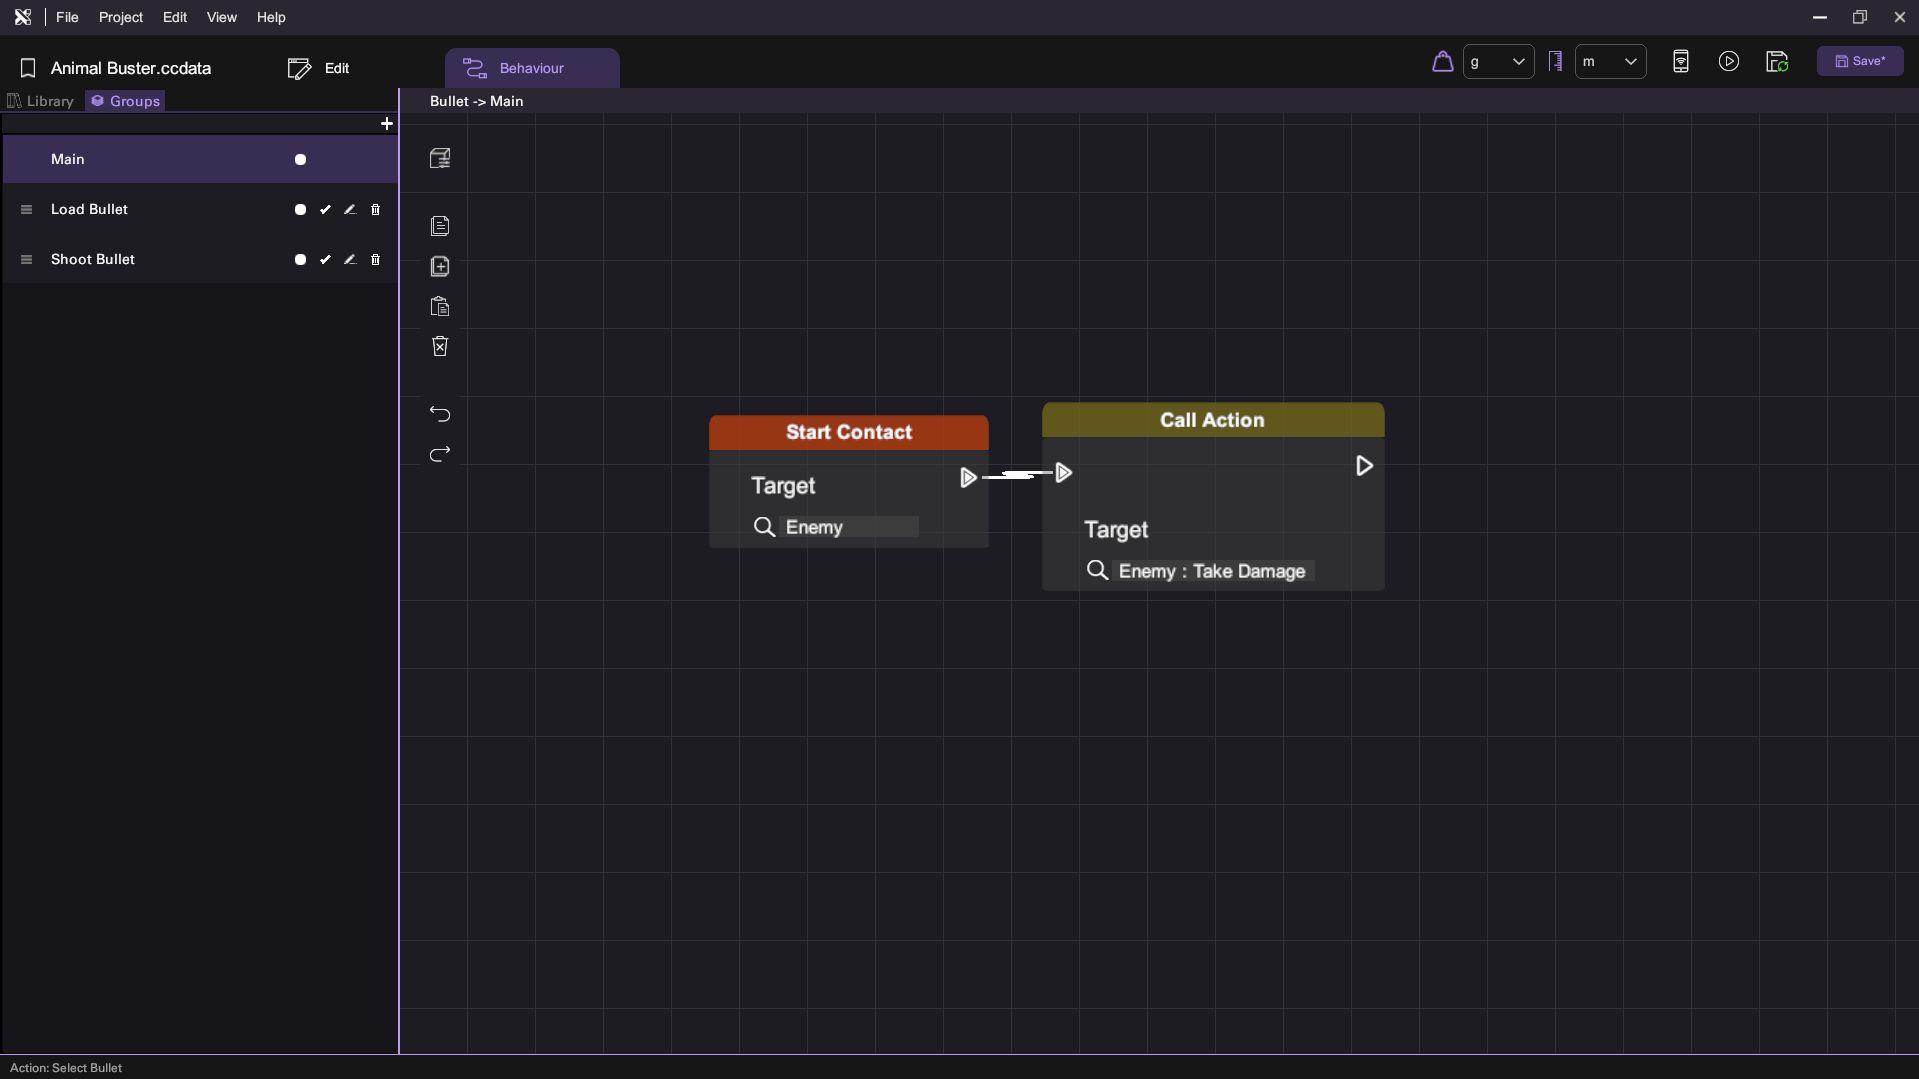 File Project Edit View Help
Animal Buster.ccdata Edit Behaviour g m Save*
Library Groups Bullet -> Main
Main
Load Bullet
Shoot Bullet
Start Contact
Target
Enemy
Call Action
Target
Enemy : Take Damage
Action: Select Bullet